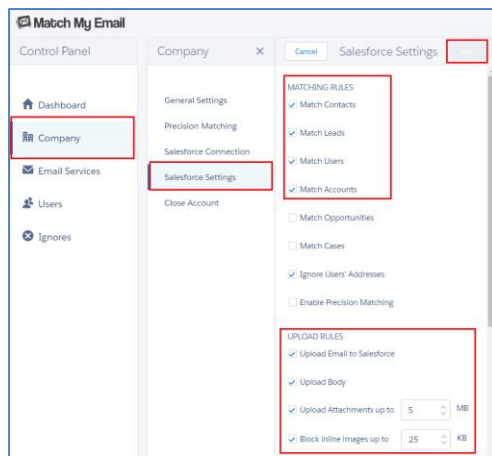 Match My Email
Control Panel
Company ×
Cancel Salesforce Settings
Dashboard
Company
Email Services
Users
Ignores
General Settings
Precision Matching
Salesforce Connection
Salesforce Settings
Close Account
MATCHING RULES
Match Contacts
Match Leads
Match Users
Match Accounts
Match Opportunities
Match Cases
Ignore Users' Addresses
Enable Precision Matching
UPLOAD RULES
Upload Email to Salesforce
Upload Body
Upload Attachments up to 5 MB
Block Inline Images up to 25 KB